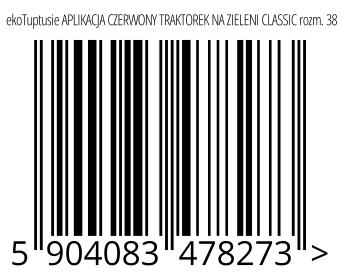 ekoTuptusie APLIKACJA CZERWONY TRAKTOREK NA ZIELENI CLASSIC rozm. 38
5 904083 478273 >